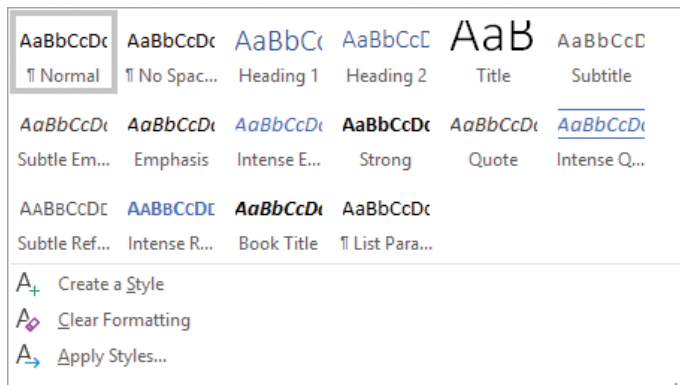 AaBbCcDc AaBbCcDc AaBbCc AaBbCcD AaB AaBbCcD
¶ Normal ¶ No Spac... Heading 1 Heading 2 Title Subtitle
AaBbCcDc AaBbCcDc AaBbCcDc AaBbCcDc AaBbCcDc AaBbCcDc
Subtle Em... Emphasis Intense E... Strong Quote Intense Q...
AABBCCDE AABBCCDE AaBbCcDc AaBbCcDc
Subtle Ref... Intense R... Book Title ¶ List Para...
Create a Style
Clear Formatting
Apply Styles...